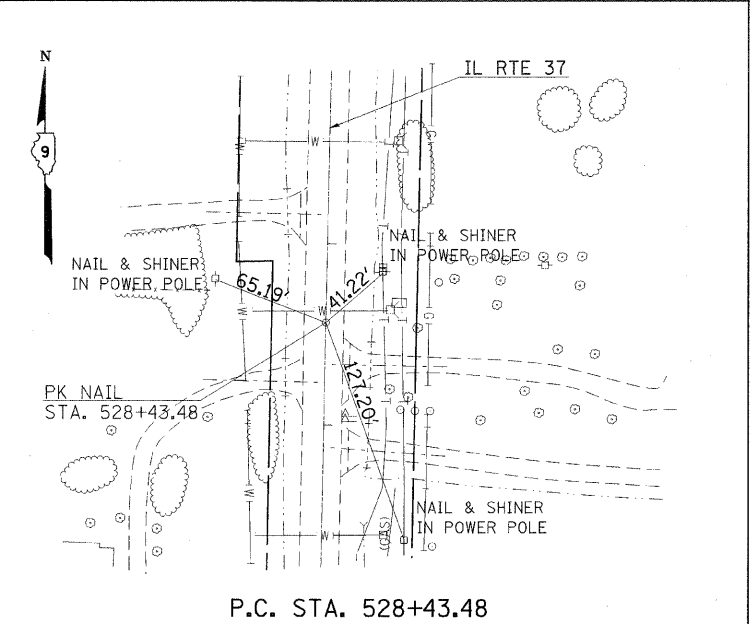 N
IL RTE 37
9
W
W
G
NAIL & SHINER
IN POWER POLE
NAIL & SHINER
IN POWER POLE
65.19'
41.22'
W
W
G
127.20'
PK NAIL
STA. 528+43.48
W
NAIL & SHINER
IN POWER POLE
W
(GAS)
P.C. STA. 528+43.48